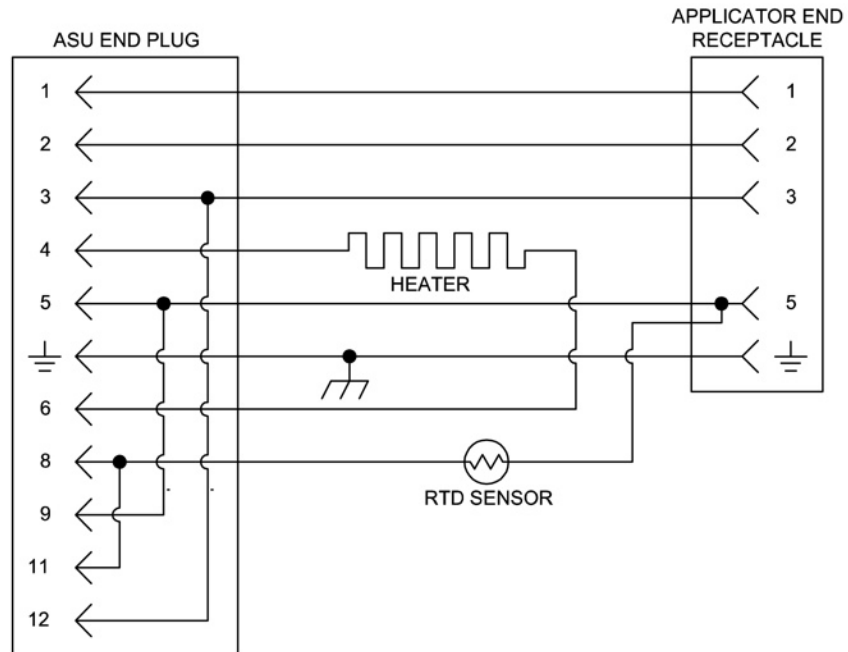 ASU END PLUG
APPLICATOR END
RECEPTACLE
1
1
2
2
3
3
4
HEATER
5
5
6
8
RTD SENSOR
9
11
12